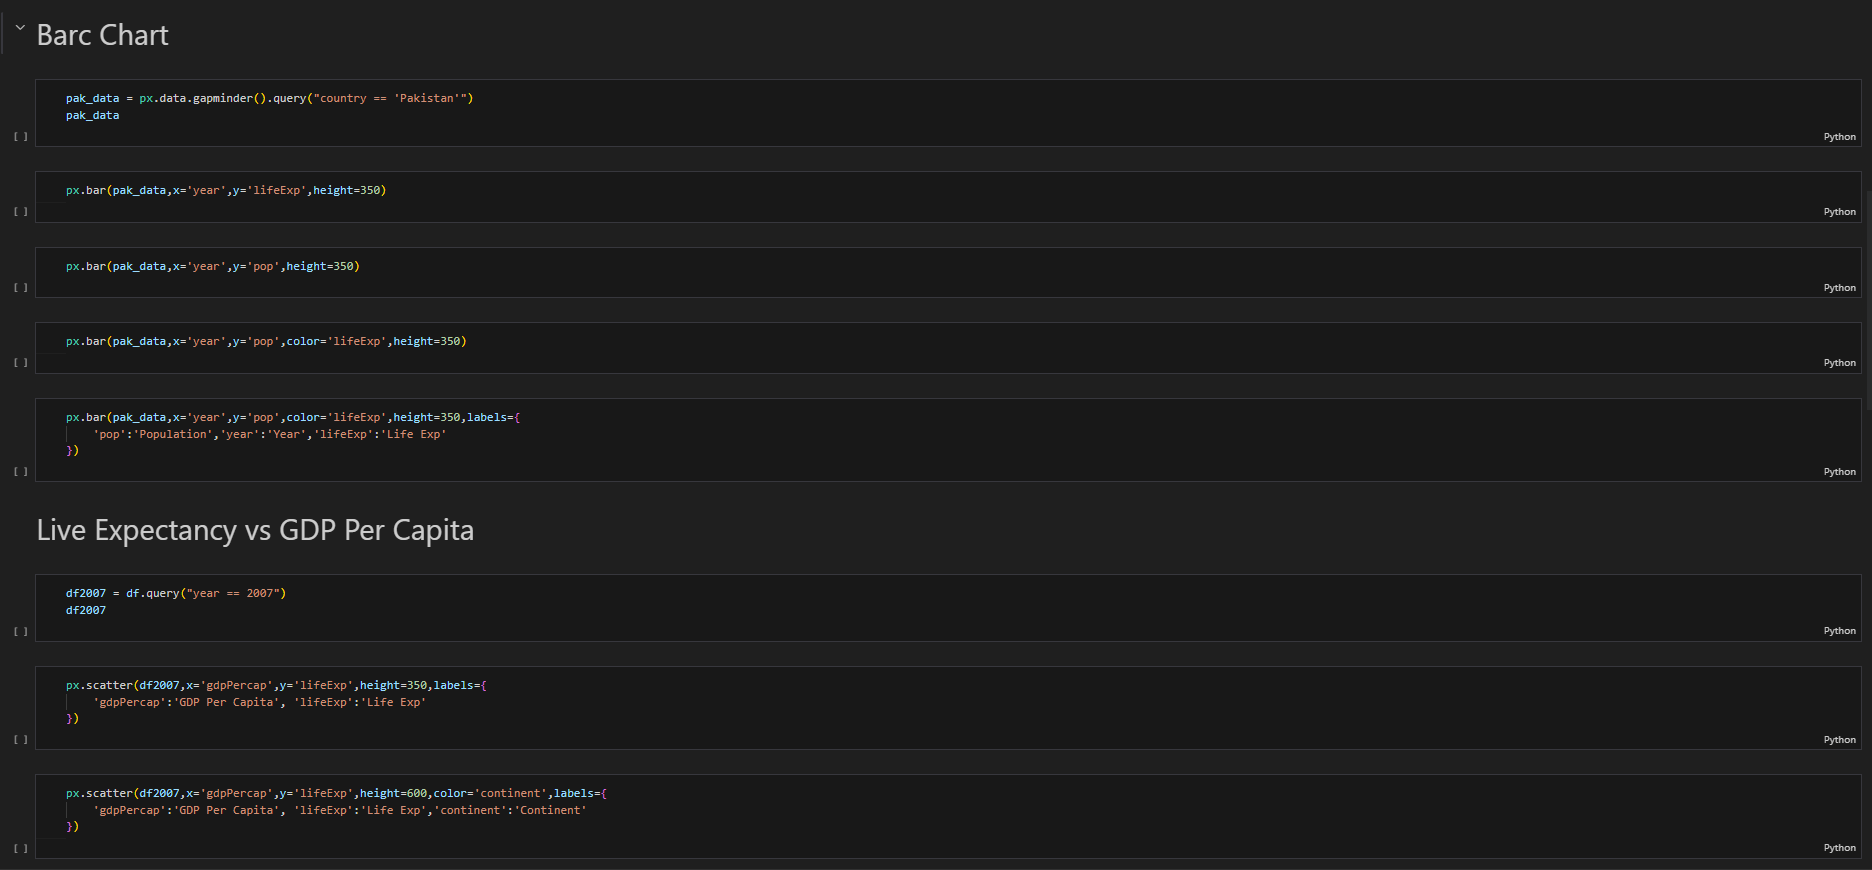 Barc Chart
pak_data = px.data.gapminder().query("country == 'Pakistan'")
pak_data
[ ]
Python
px.bar(pak_data,x='year',y='lifeExp',height=350)
[ ]
Python
px.bar(pak_data,x='year',y='pop',height=350)
[ ]
Python
px.bar(pak_data,x='year',y='pop',color='lifeExp',height=350)
[ ]
Python
px.bar(pak_data,x='year',y='pop',color='lifeExp',height=350,labels={
'pop':'Population','year':'Year','lifeExp':'Life Exp'
})
[ ]
Python
Live Expectancy vs GDP Per Capita
df2007 = df.query("year == 2007")
df2007
[ ]
Python
px.scatter(df2007,x='gdpPercap',y='lifeExp',height=350,labels={
'gdpPercap':'GDP Per Capita', 'lifeExp':'Life Exp'
})
[ ]
Python
px.scatter(df2007,x='gdpPercap',y='lifeExp',height=600,color='continent',labels={
'gdpPercap':'GDP Per Capita', 'lifeExp':'Life Exp','continent':'Continent'
})
[ ]
Python